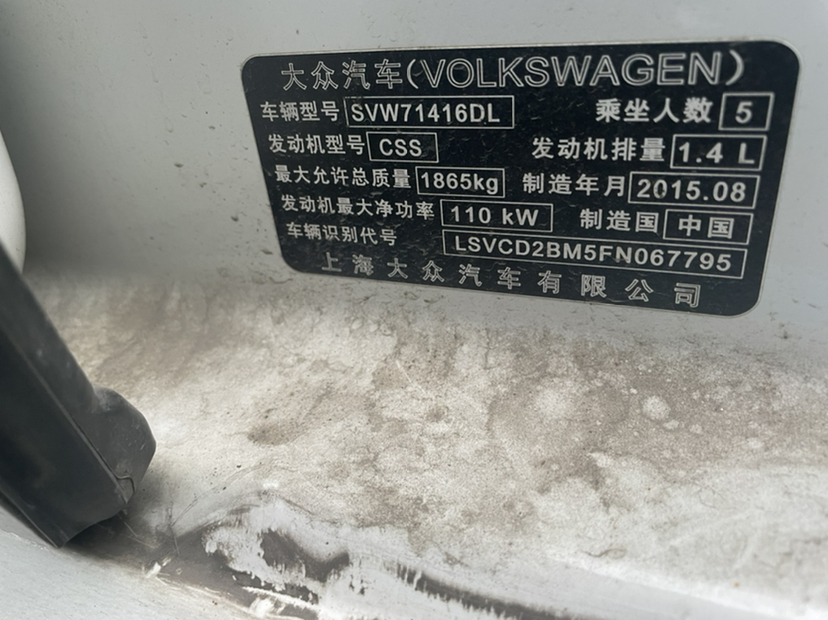 大众汽车(VOLKSWAGEN)
车辆型号 SVW71416DL 乘坐人数 5
发动机型号 CSS 发动机排量 1.4 L
最大允许总质量 1865kg 制造年月 2015.08
发动机最大净功率 110 kW 制造国 中国
车辆识别代号 LSVCD2BM5FN067795
上海大众汽车有限公司